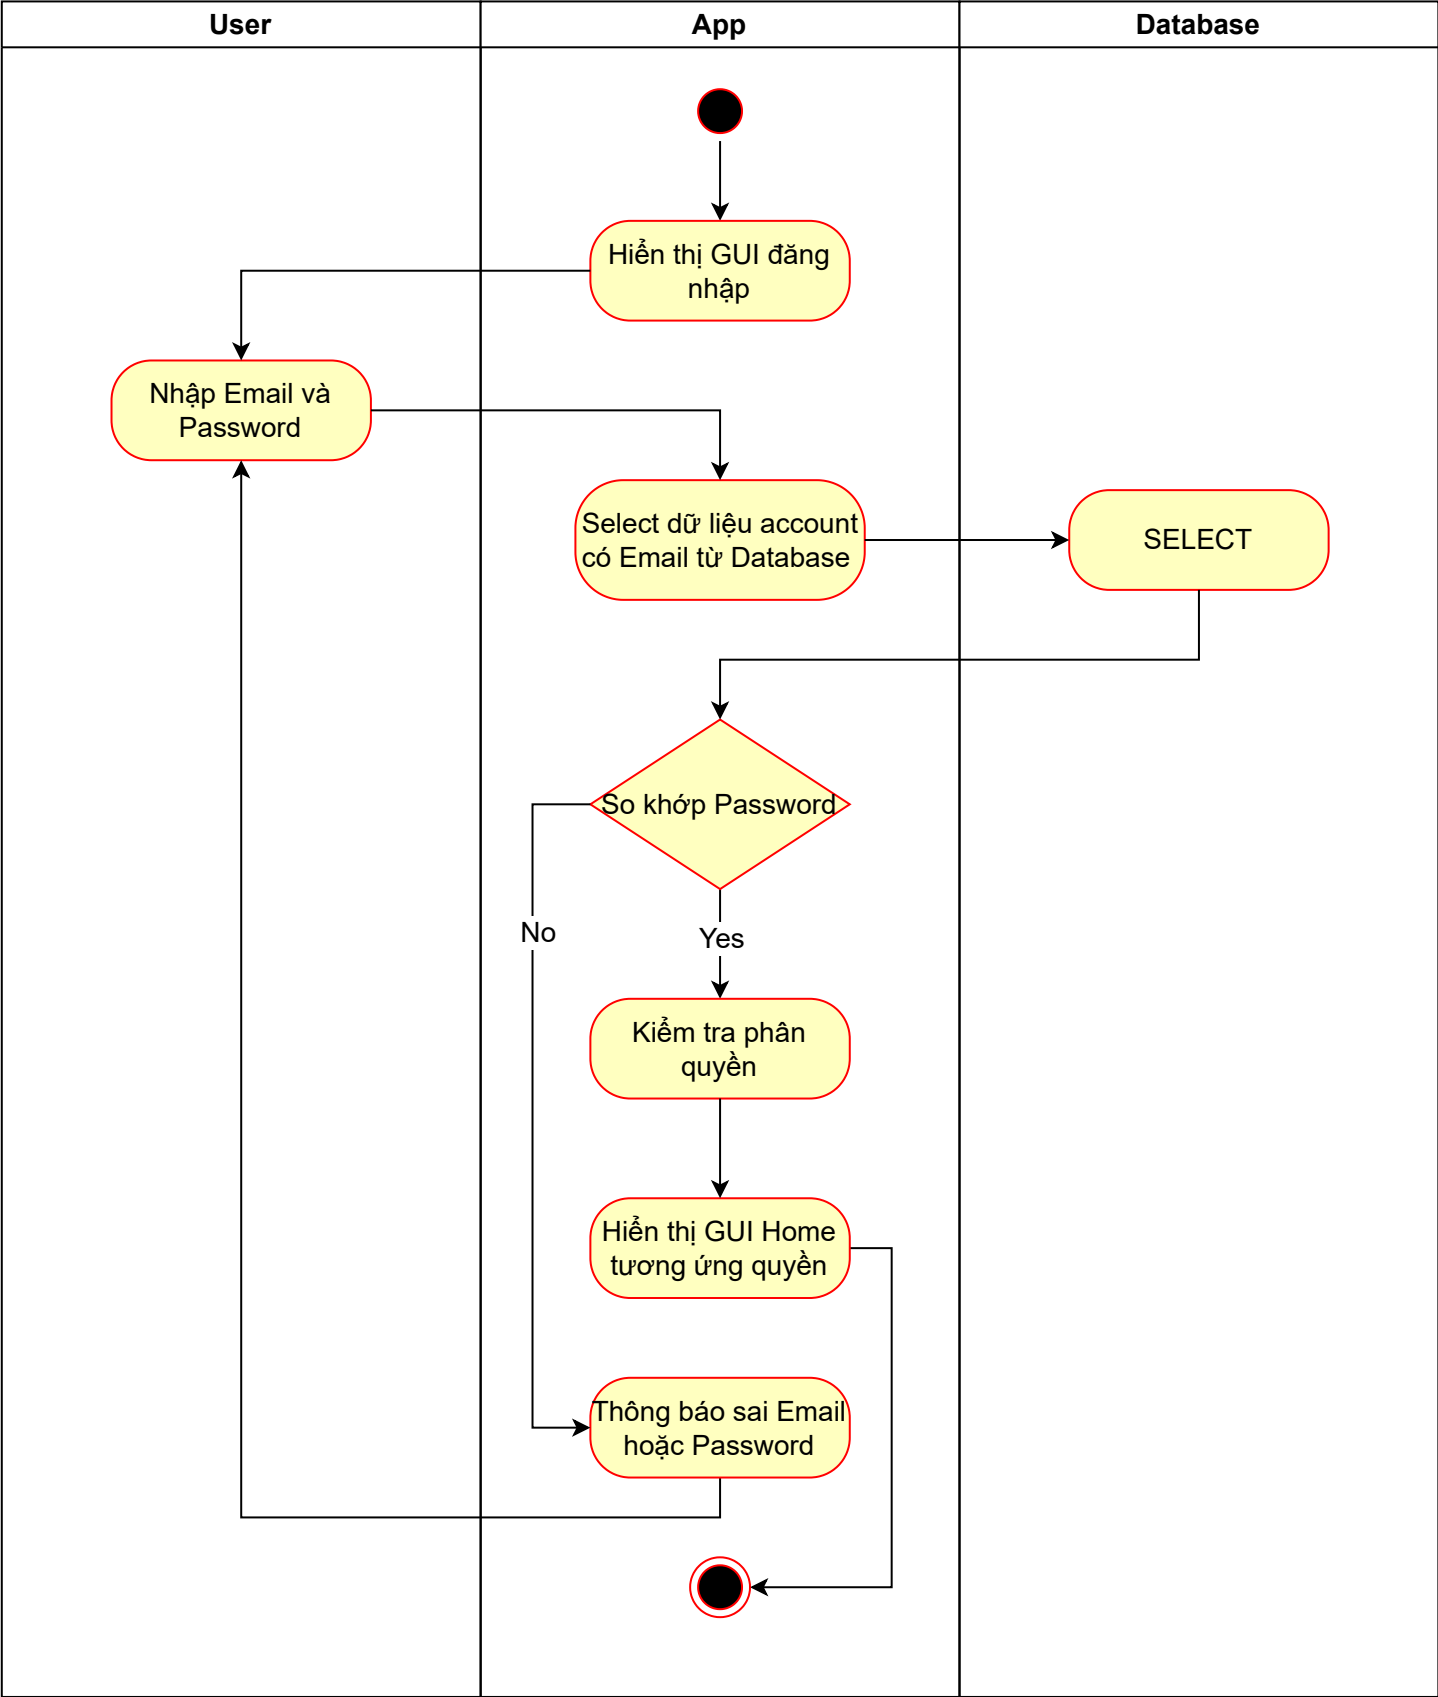 User
App
Database
Hiển thị GUI đăng
nhập
Nhập Email và
Password
Select dữ liệu account
có Email từ Database
SELECT
So khớp Password
No
Yes
Kiểm tra phân
quyền
Hiển thị GUI Home
tương ứng quyền
Thông báo sai Email
hoặc Password